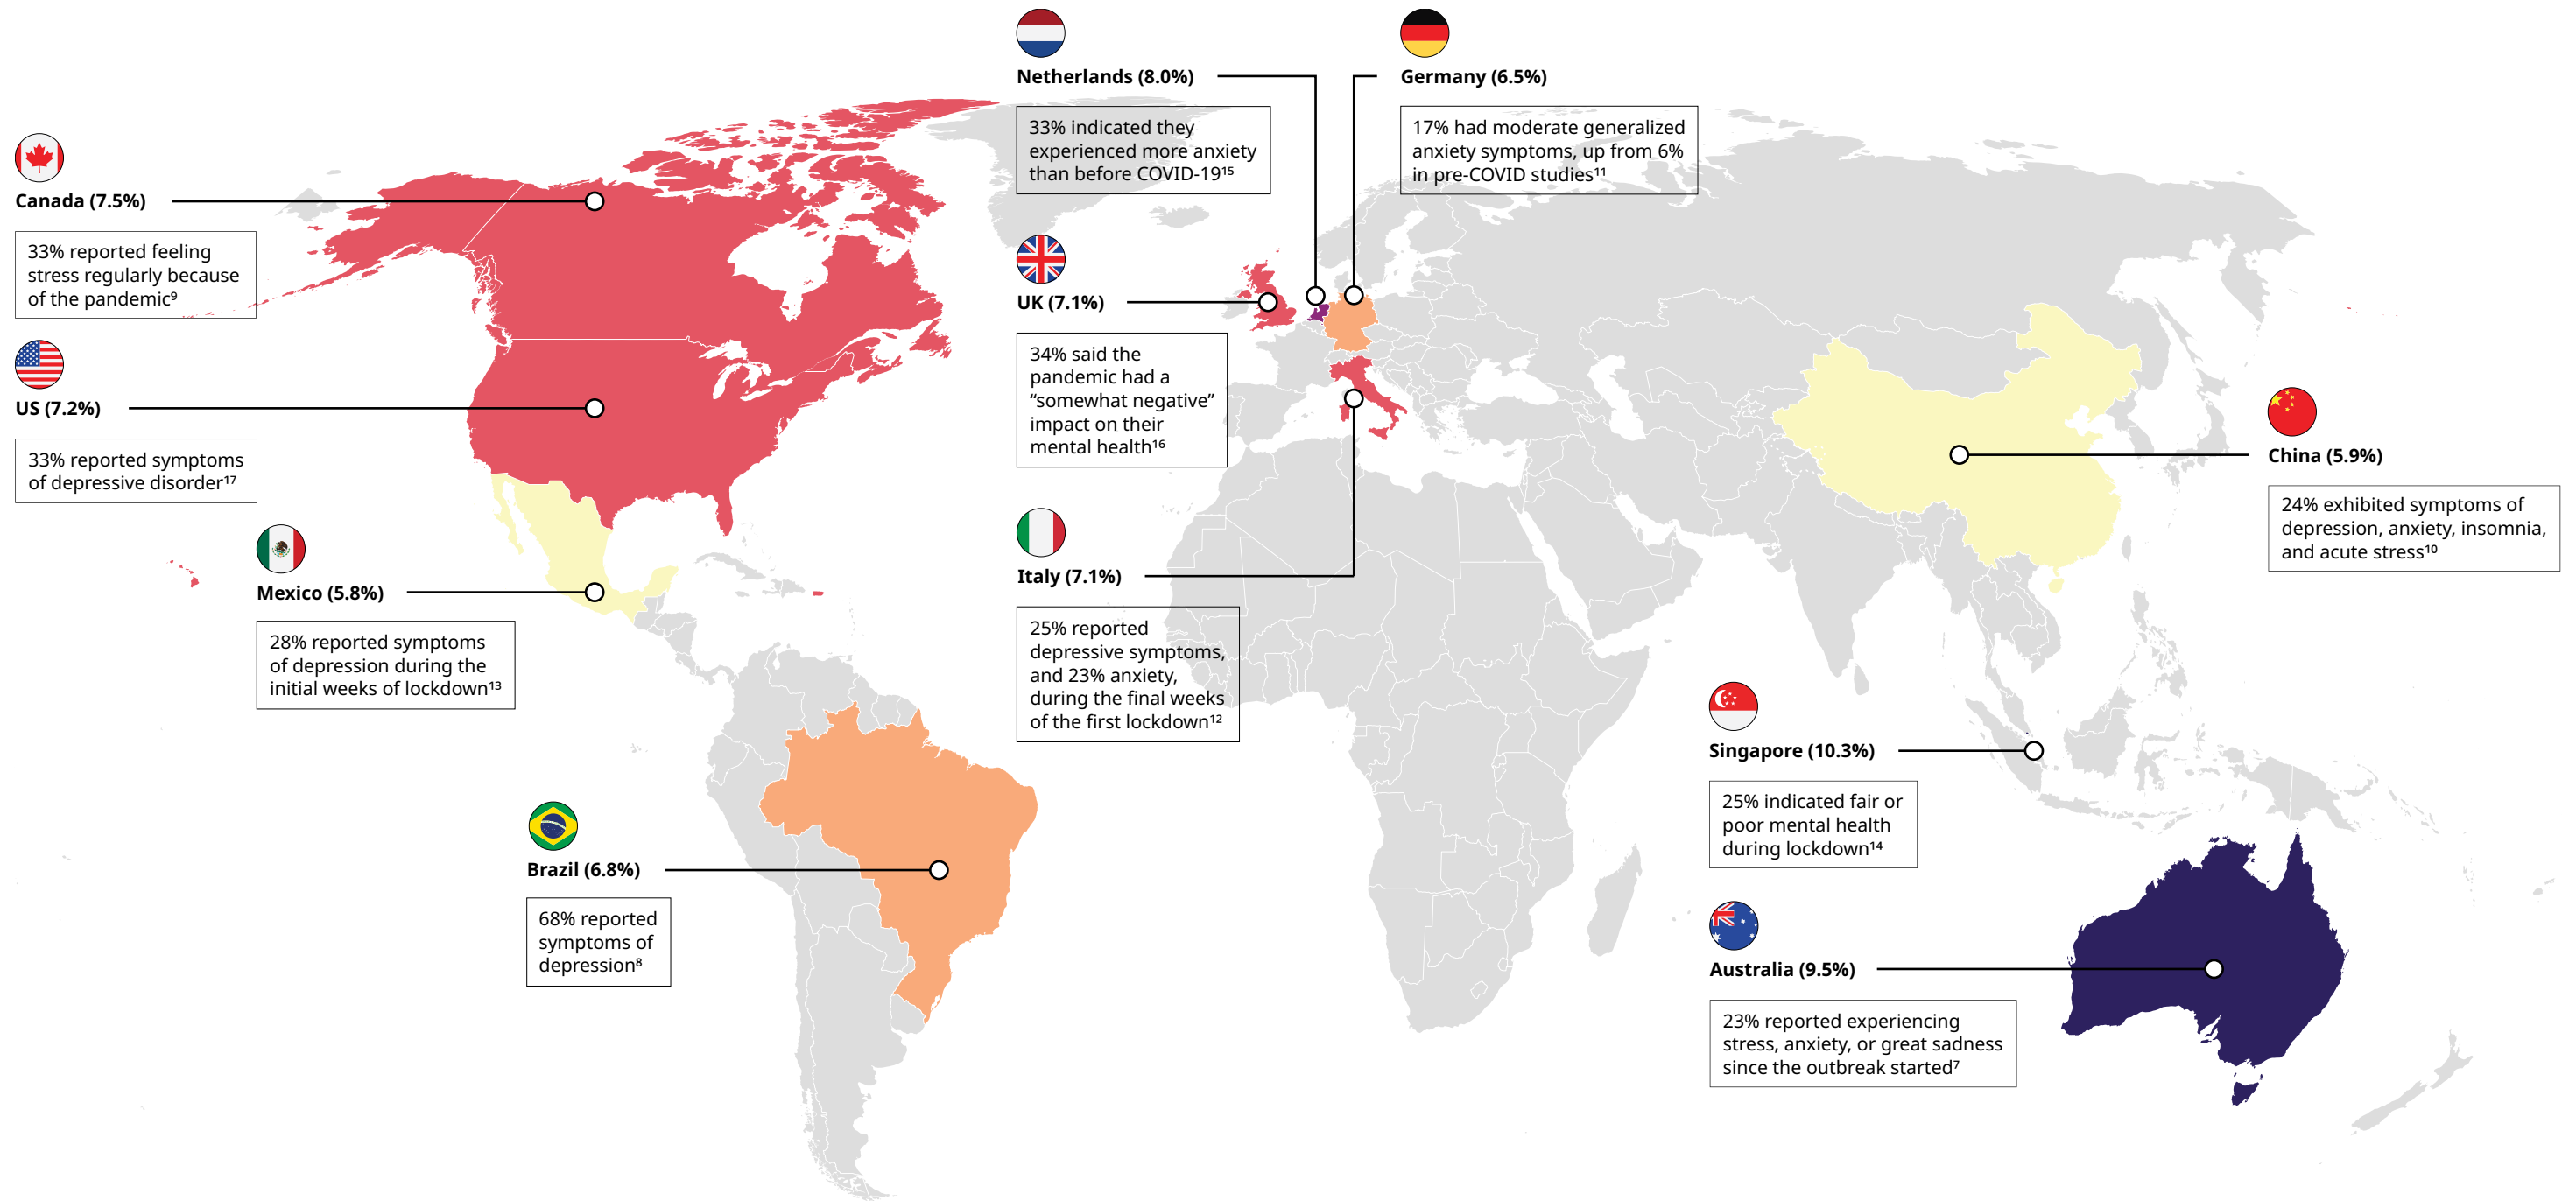 Netherlands (8.0%)
33% indicated they
experienced more anxiety
than before COVID-19¹⁵
Germany (6.5%)
17% had moderate generalized
anxiety symptoms, up from 6%
in pre-COVID studies¹¹
Canada (7.5%)
33% reported feeling
stress regularly because
of the pandemic⁹
UK (7.1%)
34% said the
pandemic had a
“somewhat negative”
impact on their
mental health¹⁶
US (7.2%)
33% reported symptoms
of depressive disorder¹⁷
China (5.9%)
24% exhibited symptoms of
depression, anxiety, insomnia,
and acute stress¹⁰
Mexico (5.8%)
28% reported symptoms
of depression during the
initial weeks of lockdown¹³
Italy (7.1%)
25% reported
depressive symptoms,
and 23% anxiety,
during the final weeks
of the first lockdown¹²
Singapore (10.3%)
25% indicated fair or
poor mental health
during lockdown¹⁴
Brazil (6.8%)
68% reported
symptoms of
depression⁸
Australia (9.5%)
23% reported experiencing
stress, anxiety, or great sadness
since the outbreak started⁷